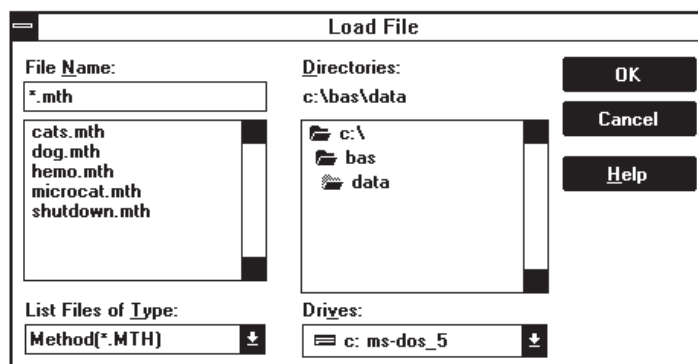 Load File
File Name:
*.mth
cats.mth
dog.mth
hemo.mth
microcat.mth
shutdown.mth
List Files of Type:
Method(*.MTH)
Directories:
c:\bas\data
c:\
bas
data
Drives:
c: ms-dos_5
OK
Cancel
Help